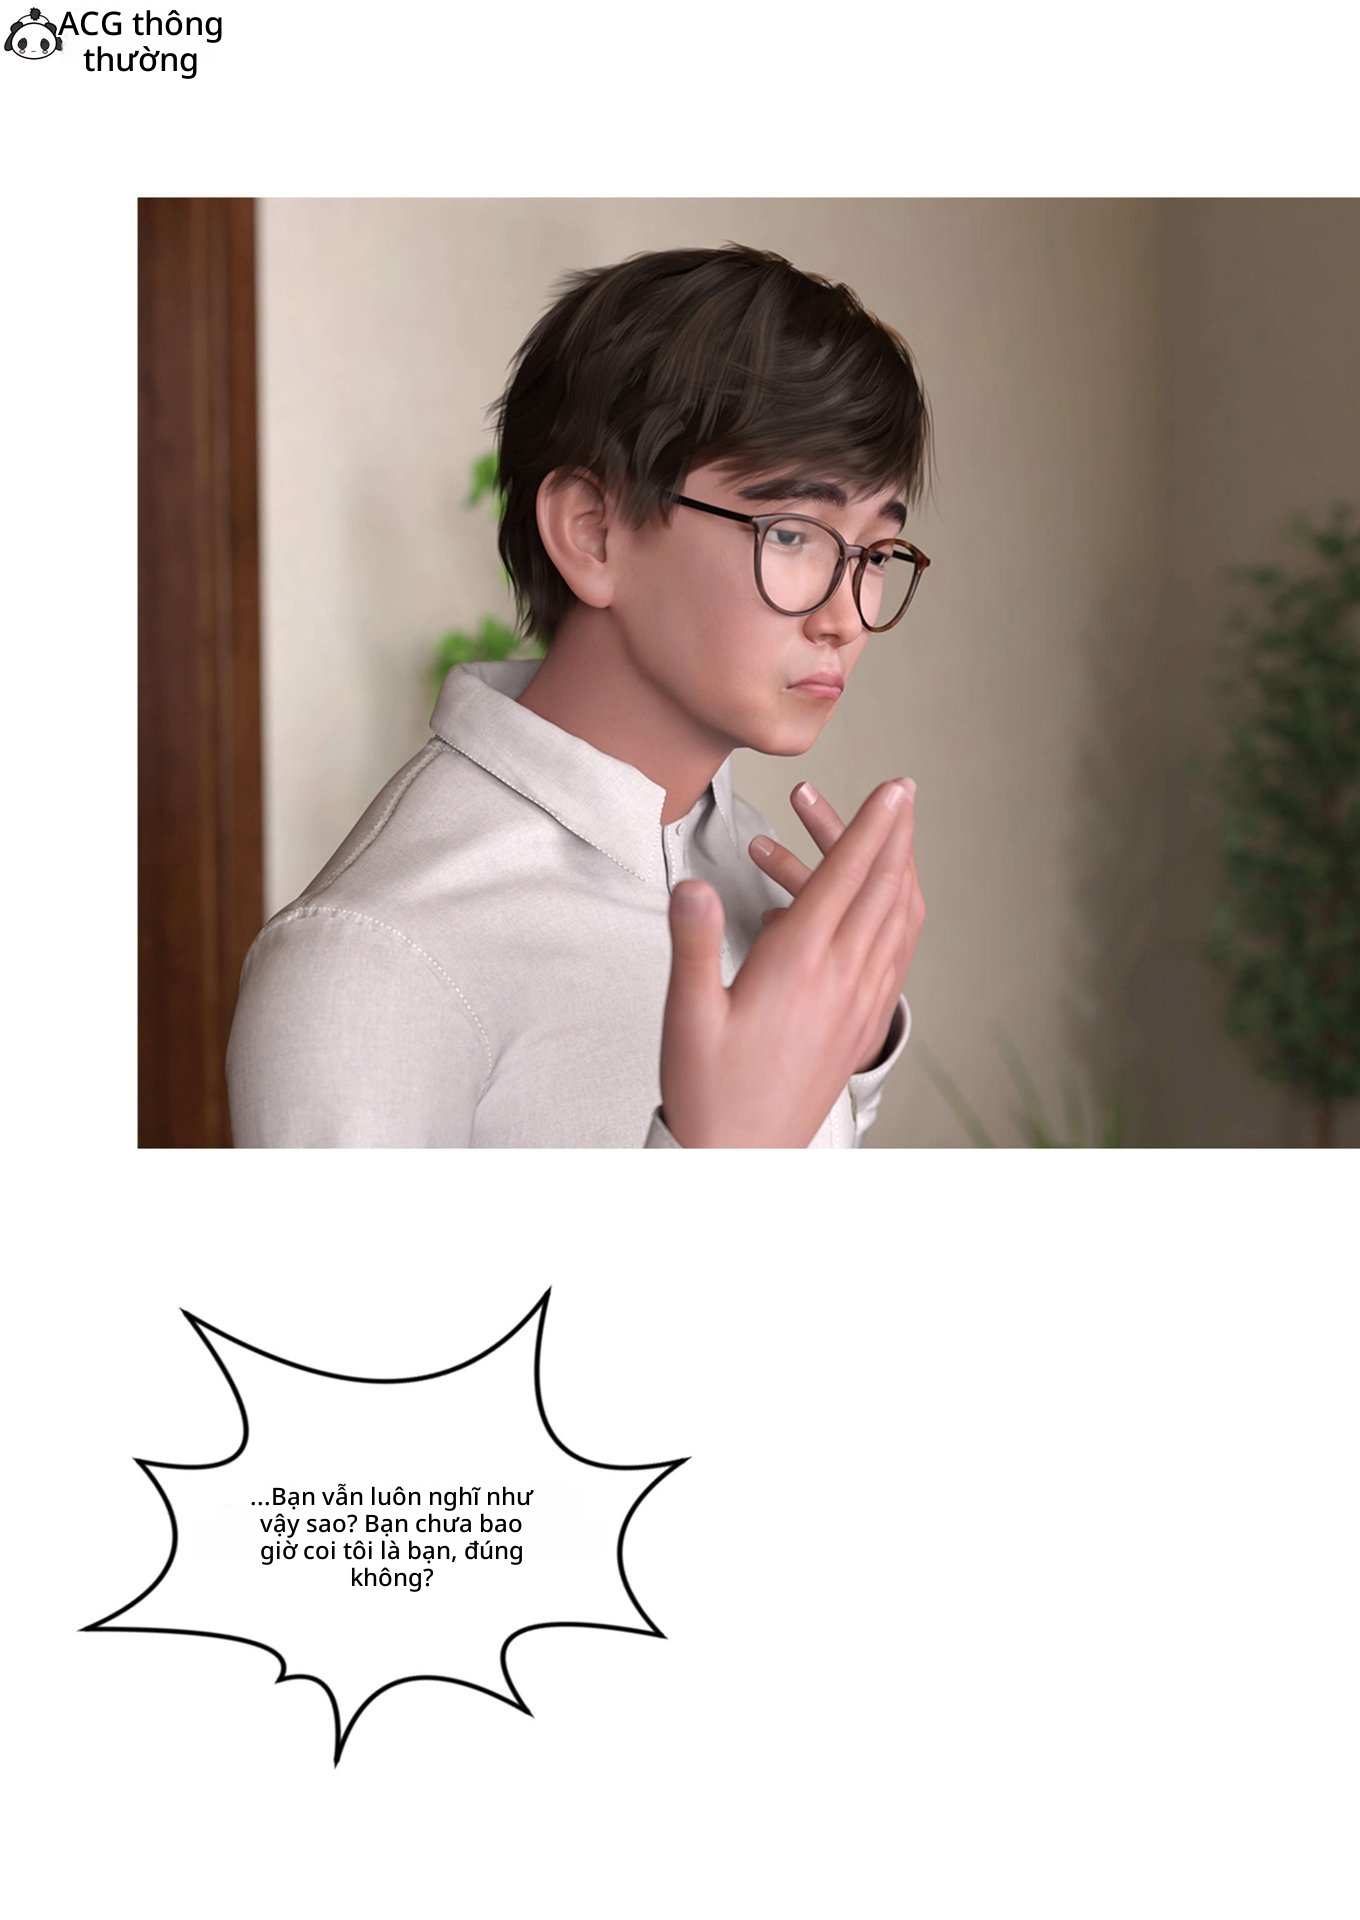 ACG thông
thường
...Bạn vẫn luôn nghĩ như
vậy sao? Bạn chưa bao
giờ coi tôi là bạn, đúng
không?